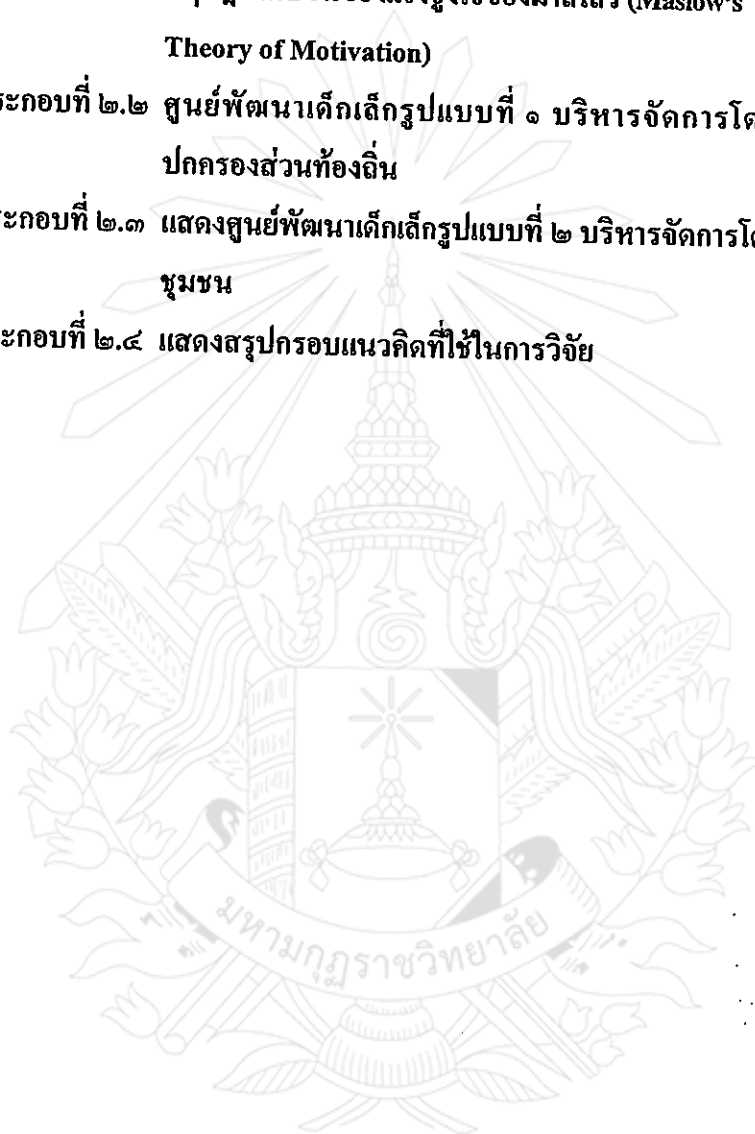 (Maslow's
Theory of Motivation)
ระกอบที่ ๒.๒ ศูนย์พัฒนาเด็กเล็กรูปแบบที่ ๑ บริหารจัดการโด
ปกครองส่วนท้องถิ่น
ระกอบที่ ๒.๓ แสดงศูนย์พัฒนาเด็กเล็กรูปแบบที่ ๒ บริหารจัดการโด
ชุมชน
ะกอบที่ ๒.๔ แสดงสรุปกรอบแนวคิดที่ใช้ในการวิจัย
มหามกุฏราชวิทยาลัย